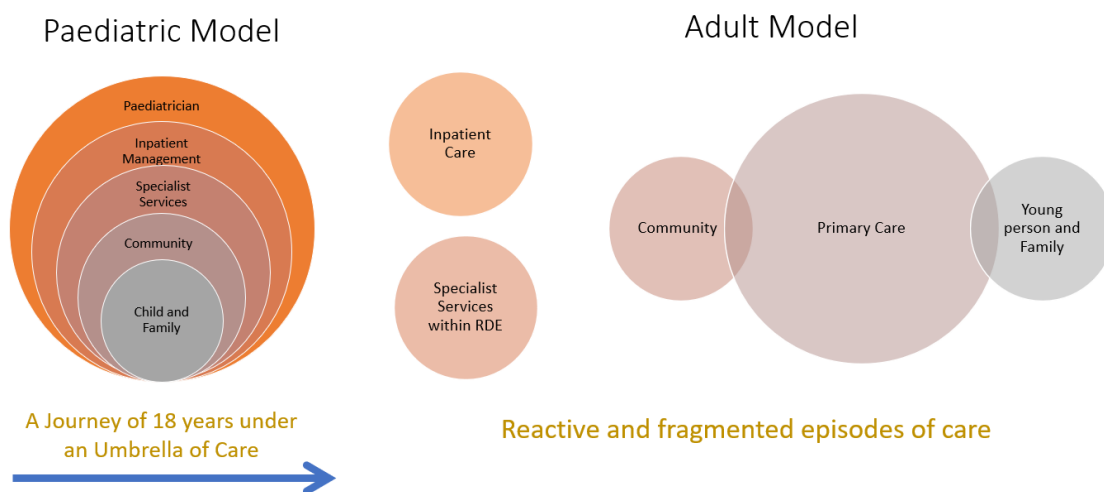 Paediatric Model
Paediatrician
Inpatient
Management
Specialist
Services
Community
Child and
Family
A Journey of 18 years under
an Umbrella of Care
Adult Model
Inpatient
Care
Specialist
Services
within RDE
Community
Primary Care
Young
person and
Family
Reactive and fragmented episodes of care